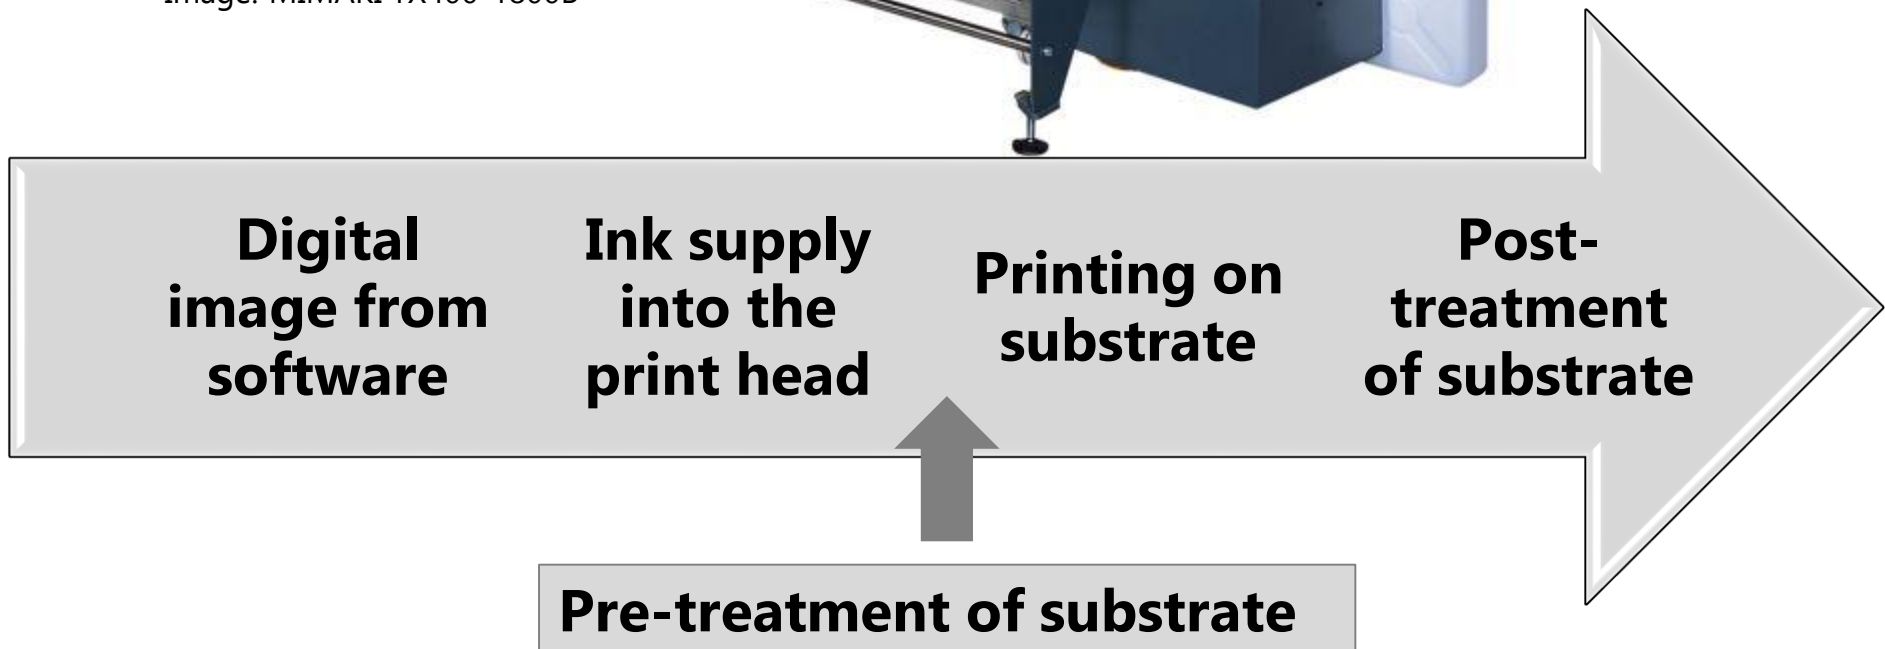 Digital
image from
software
Ink supply
into the
print head
Printing on
substrate
Post-
treatment
of substrate
Pre-treatment of substrate